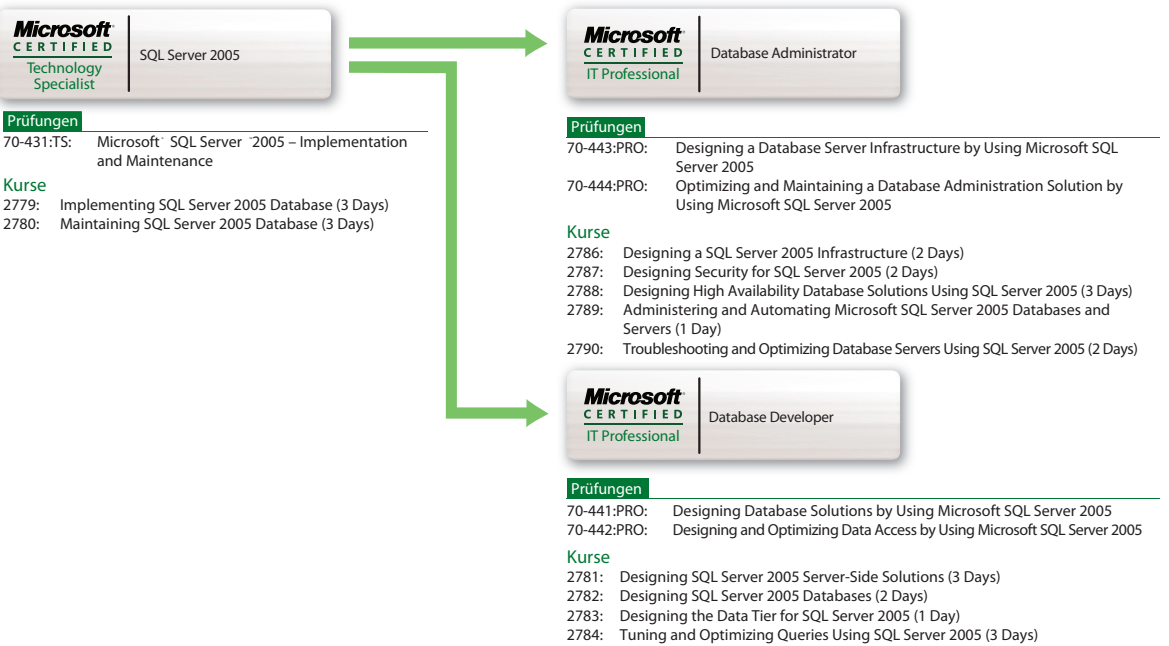 Microsoft
CERTIFIED
Technology
Specialist
SQL Server 2005
Prüfungen
70-431:TS: Microsoft® SQL Server ™2005 – Implementation
and Maintenance
Kurse
2779: Implementing SQL Server 2005 Database (3 Days)
2780: Maintaining SQL Server 2005 Database (3 Days)
Microsoft
CERTIFIED
IT Professional
Database Administrator
Prüfungen
70-443:PRO: Designing a Database Server Infrastructure by Using Microsoft SQL
Server 2005
70-444:PRO: Optimizing and Maintaining a Database Administration Solution by
Using Microsoft SQL Server 2005
Kurse
2786: Designing a SQL Server 2005 Infrastructure (2 Days)
2787: Designing Security for SQL Server 2005 (2 Days)
2788: Designing High Availability Database Solutions Using SQL Server 2005 (3 Days)
2789: Administering and Automating Microsoft SQL Server 2005 Databases and
Servers (1 Day)
2790: Troubleshooting and Optimizing Database Servers Using SQL Server 2005 (2 Days)
Microsoft
CERTIFIED
IT Professional
Database Developer
Prüfungen
70-441:PRO: Designing Database Solutions by Using Microsoft SQL Server 2005
70-442:PRO: Designing and Optimizing Data Access by Using Microsoft SQL Server 2005
Kurse
2781: Designing SQL Server 2005 Server-Side Solutions (3 Days)
2782: Designing SQL Server 2005 Databases (2 Days)
2783: Designing the Data Tier for SQL Server 2005 (1 Day)
2784: Tuning and Optimizing Queries Using SQL Server 2005 (3 Days)